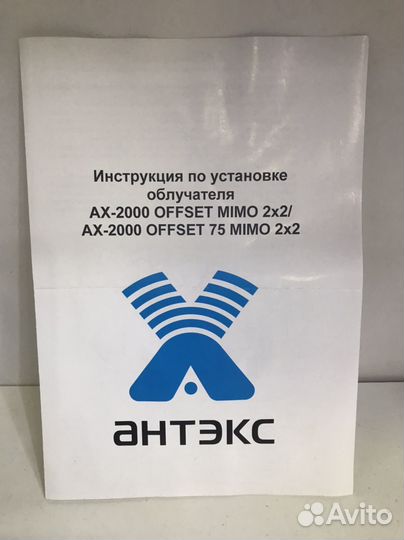 Инструкция по установке
облучателя
AX-2000 OFFSET MIMO 2x2/
AX-2000 OFFSET 75 MIMO 2x2
антэкс
Avito